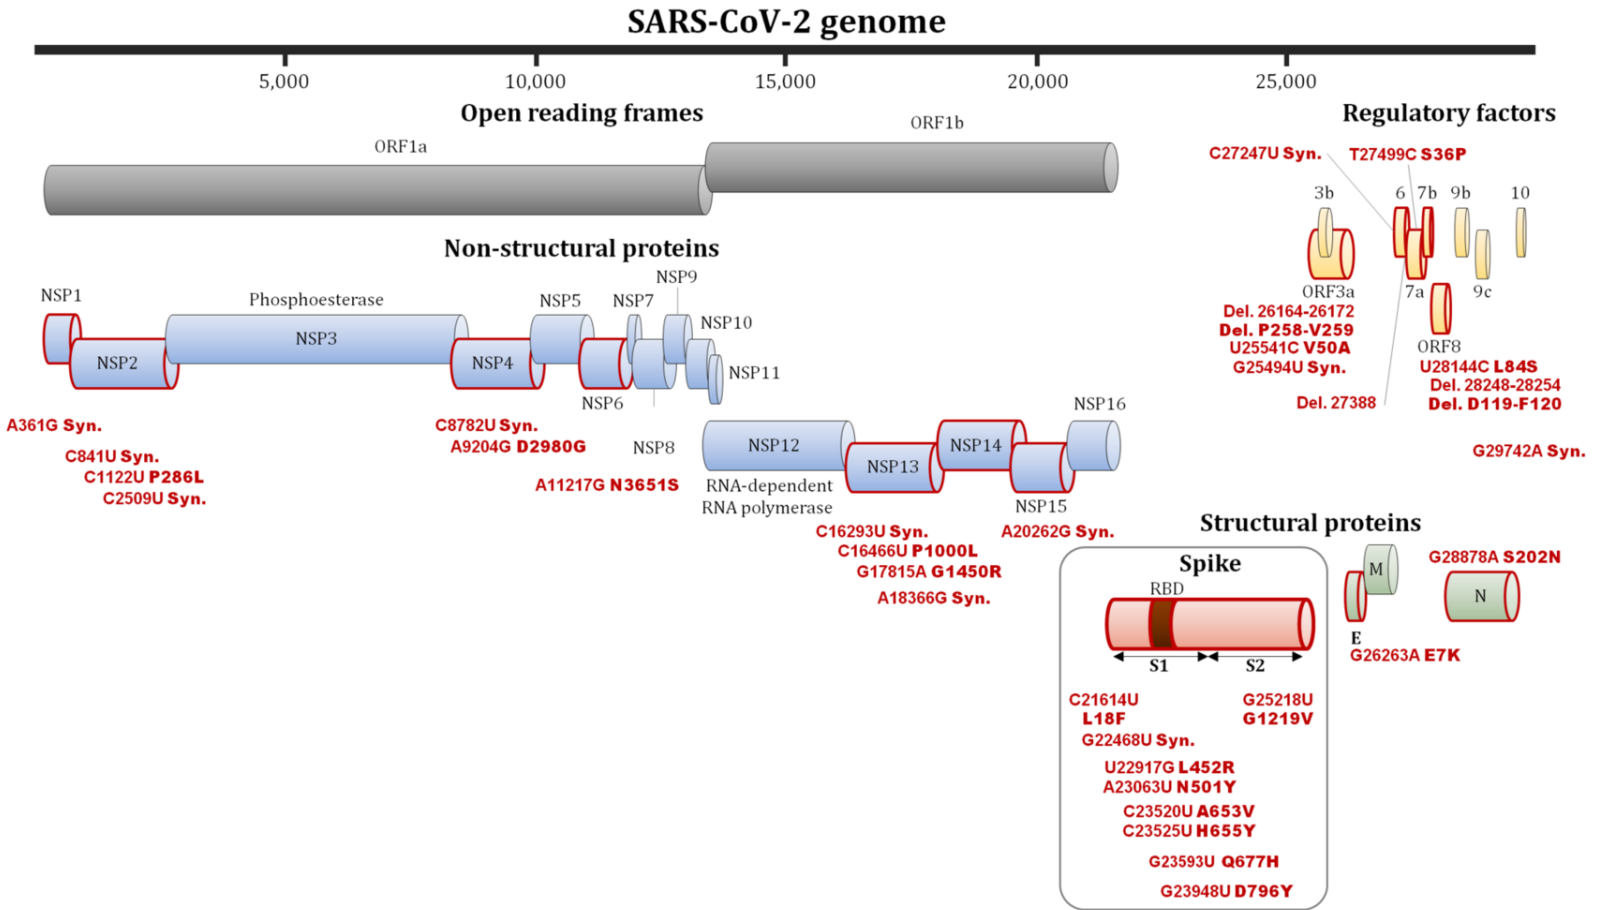 SARS-CoV-2 genome
5,000
10,000
15,000
20,000
25,000
Open reading frames
ORF1a
ORF1b
Regulatory factors
C27247U Syn.
T27499C S36P
3b
6
7b
9b
10
ORF3a
7a
9c
Del. 26164-26172
Del. P258-V259
U25541C V50A
G25494U Syn.
ORF8
U28144C L84S
Del. 28248-28254
Del. D119-F120
Del. 27388
G29742A Syn.
Non-structural proteins
NSP1
Phosphoesterase
NSP5
NSP7
NSP9
NSP10
NSP3
NSP2
NSP4
NSP11
NSP6
NSP8
A361G Syn.
C841U Syn.
C1122U P286L
C2509U Syn.
C8782U Syn.
A9204G D2980G
A11217G N3651S
NSP12
NSP13
NSP14
NSP16
RNA-dependent
RNA polymerase
NSP15
C16293U Syn.
C16466U P1000L
G17815A G1450R
A18366G Syn.
A20262G Syn.
Structural proteins
Spike
RBD
S1
S2
M
N
E
G28878A S202N
G26263A E7K
C21614U
L18F
G25218U
G1219V
G22468U Syn.
U22917G L452R
A23063U N501Y
C23520U A653V
C23525U H655Y
G23593U Q677H
G23948U D796Y